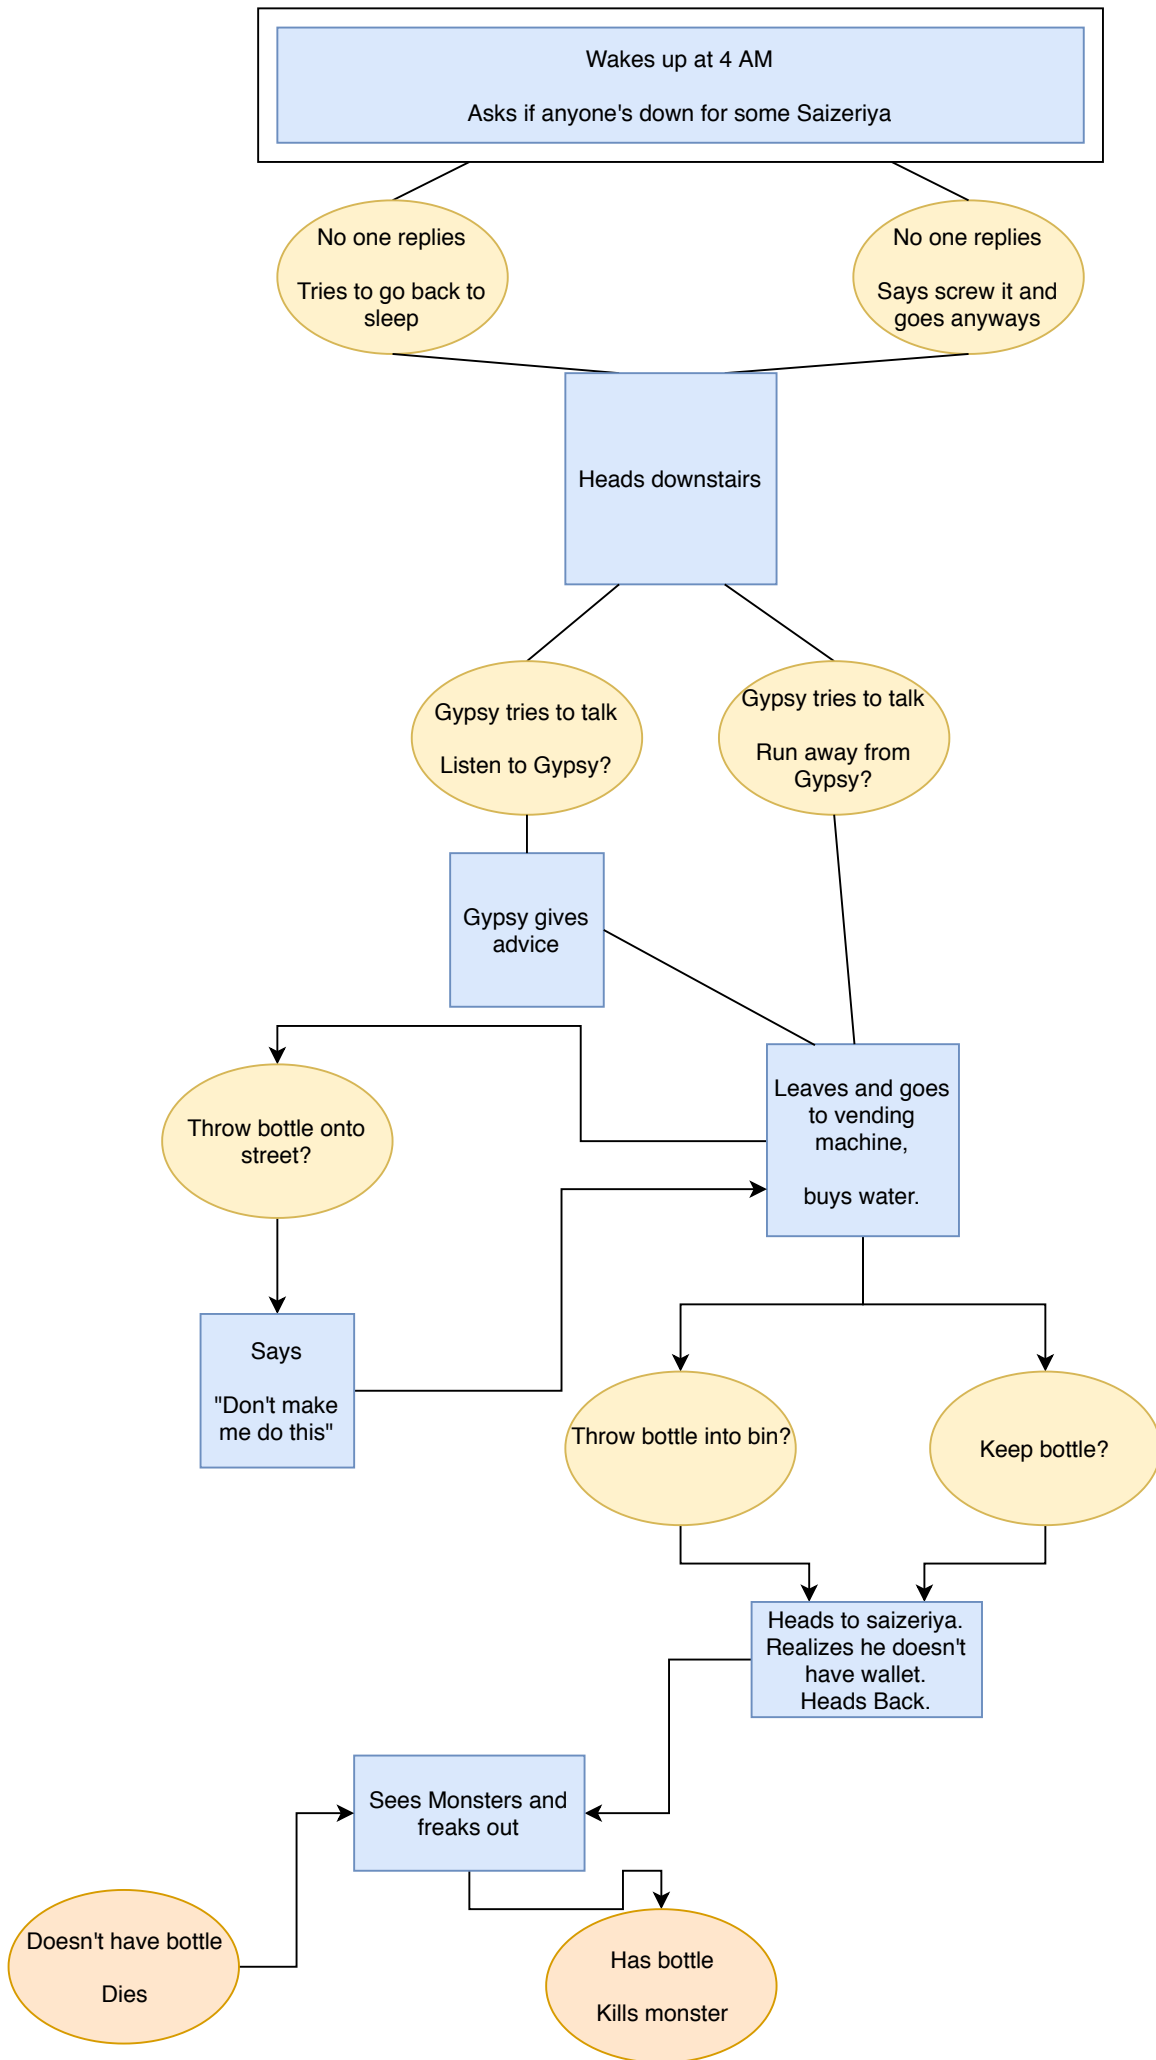 Wakes up at 4 AM
Asks if anyone's down for some Saizeriya
No one replies
Tries to go back to
sleep
No one replies
Says screw it and
goes anyways
Heads downstairs
Gypsy tries to talk
Listen to Gypsy?
Gypsy tries to talk
Run away from
Gypsy?
Gypsy gives
advice
Leaves and goes
to vending
machine,
buys water.
Throw bottle onto
street?
Says
"Don't make
me do this"
Throw bottle into bin?
Keep bottle?
Heads to saizeriya.
Realizes he doesn't
have wallet.
Heads Back.
Sees Monsters and
freaks out
Doesn't have bottle
Dies
Has bottle
Kills monster